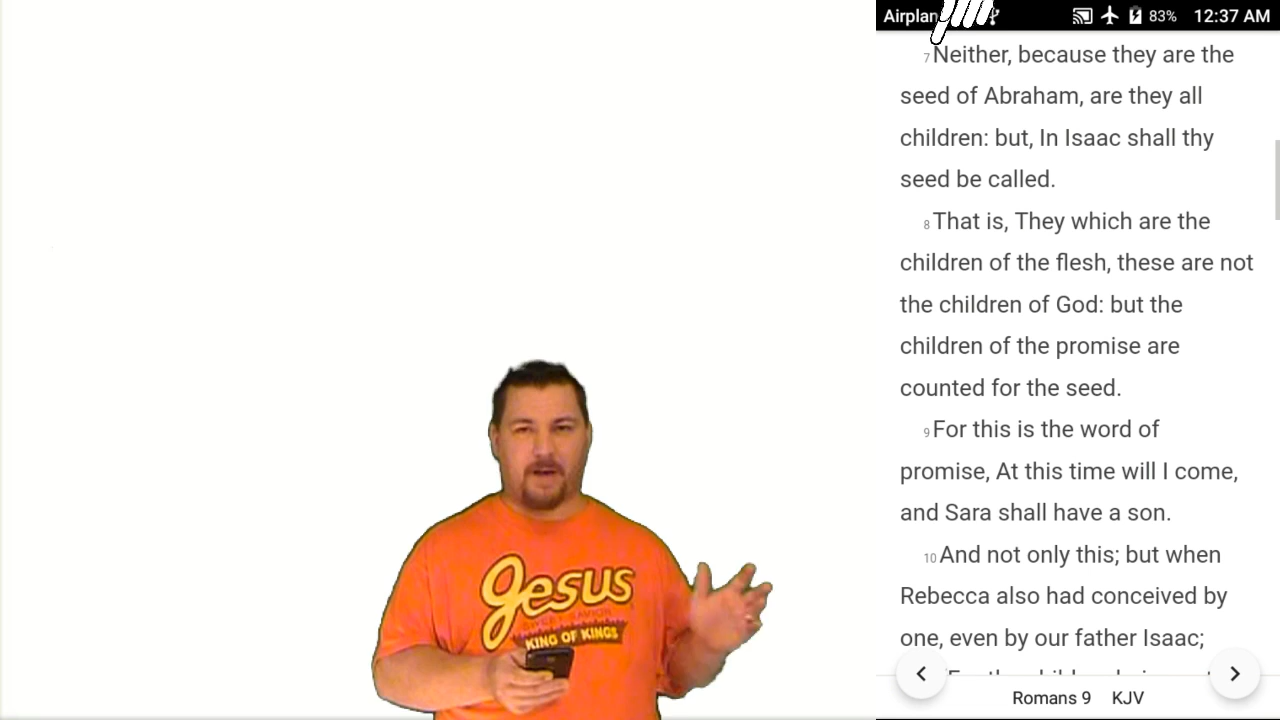 Jesus
KING OF KINGS
83% 12:37 AM
7 Neither, because they are the
seed of Abraham, are they all
children: but, In Isaac shall thy
seed be called.
8 That is, They which are the
children of the flesh, these are not
the children of God: but the
children of the promise are
counted for the seed.
9 For this is the word of
promise, At this time will I come,
and Sara shall have a son.
10 And not only this; but when
Rebecca also had conceived by
one, even by our father Isaac;
Romans 9 KJV